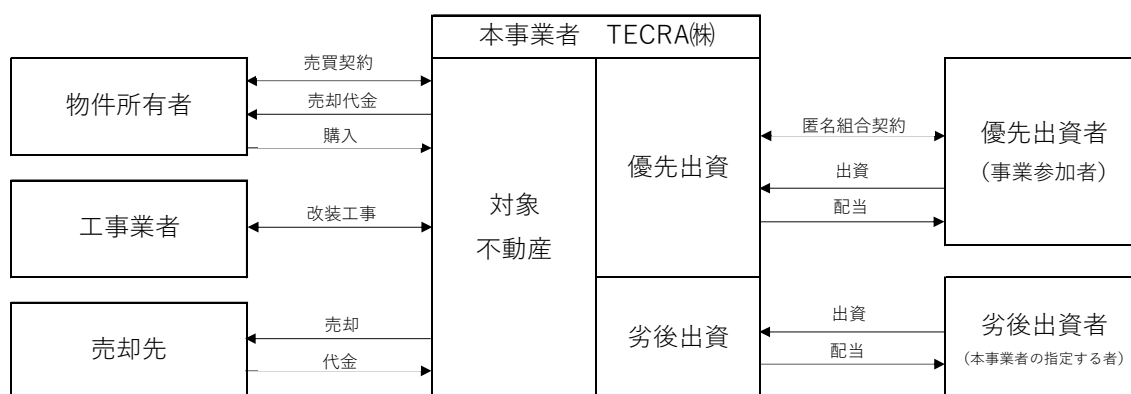 本事業者　TECRA㈱
物件所有者
売買契約
売却代金
購入
工事業者
改装工事
売却先
売却
代金
対象
不動産
優先出資
劣後出資
匿名組合契約
出資
配当
優先出資者
（事業参加者）
出資
配当
劣後出資者
（本事業者の指定する者）